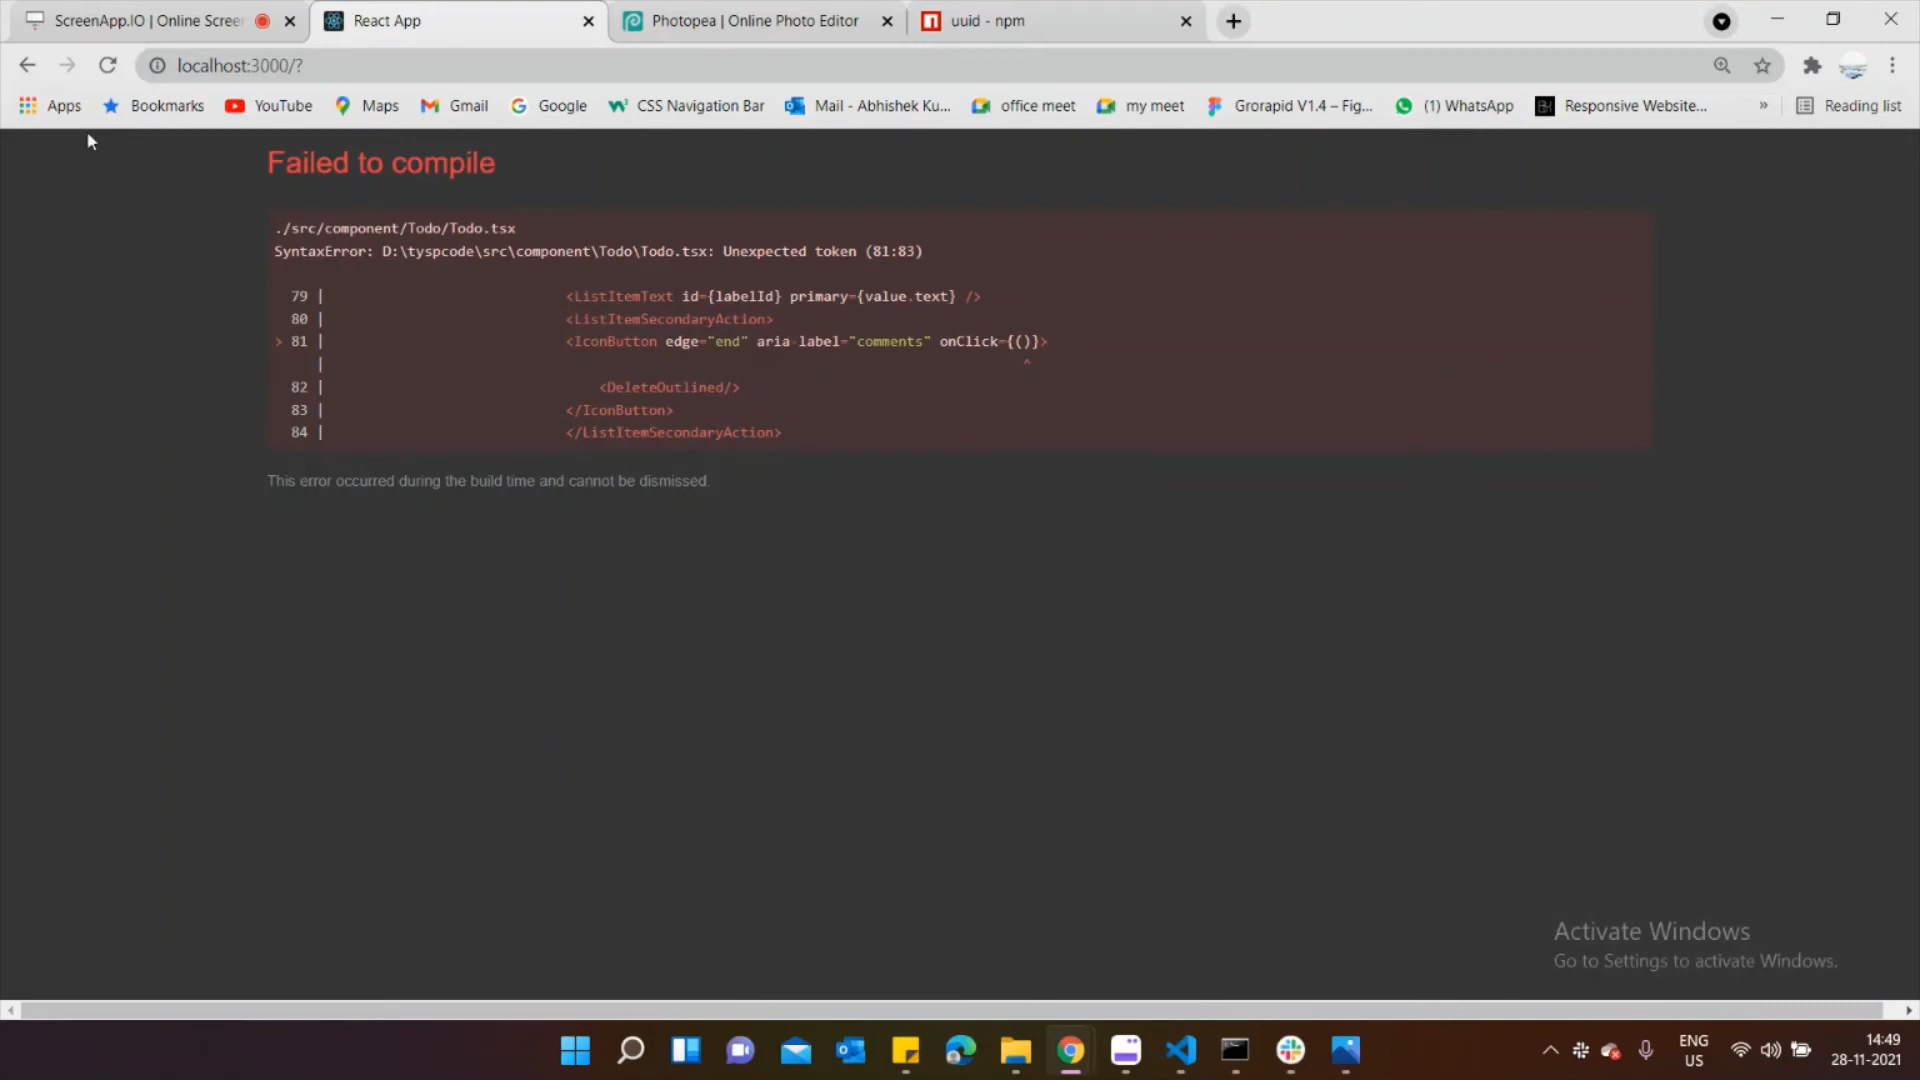 ScreenApp.IO | Online Screen
React App
Photopea | Online Photo Editor
uuid - npm
localhost:3000/?
Apps
Bookmarks
YouTube
Maps
Gmail
Google
CSS Navigation Bar
Mail - Abhishek Ku...
office meet
my meet
Grorapid V1.4 – Fig...
(1) WhatsApp
Responsive Website...
»
Reading list
Failed to compile
./src/component/Todo/Todo.tsx
SyntaxError: D:\tyspcode\src\component\Todo\Todo.tsx: Unexpected token (81:83)
79 | <ListItemText id={labelId} primary={value.text} />
80 | <ListItemSecondaryAction>
> 81 | <IconButton edge="end" aria-label="comments" onClick={()}>
| ^
82 | <DeleteOutlined/>
83 | </IconButton>
84 | </ListItemSecondaryAction>
This error occurred during the build time and cannot be dismissed.
Activate Windows
Go to Settings to activate Windows.
ENG
US
14:49
28-11-2021